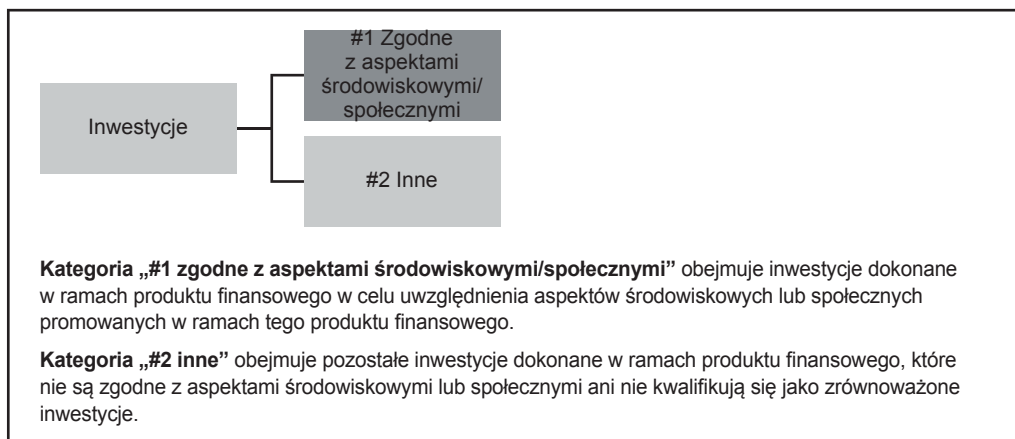 #1 Zgodne
z aspektami
środowiskowymi/
społecznymi
Inwestycje
#2 Inne
Kategoria „#1 zgodne z aspektami środowiskowymi/społecznymi” obejmuje inwestycje dokonane
w ramach produktu finansowego w celu uwzględnienia aspektów środowiskowych lub społecznych
promowanych w ramach tego produktu finansowego.
Kategoria „#2 inne” obejmuje pozostałe inwestycje dokonane w ramach produktu finansowego, które
nie są zgodne z aspektami środowiskowymi lub społecznymi ani nie kwalifikują się jako zrównoważone
inwestycje.